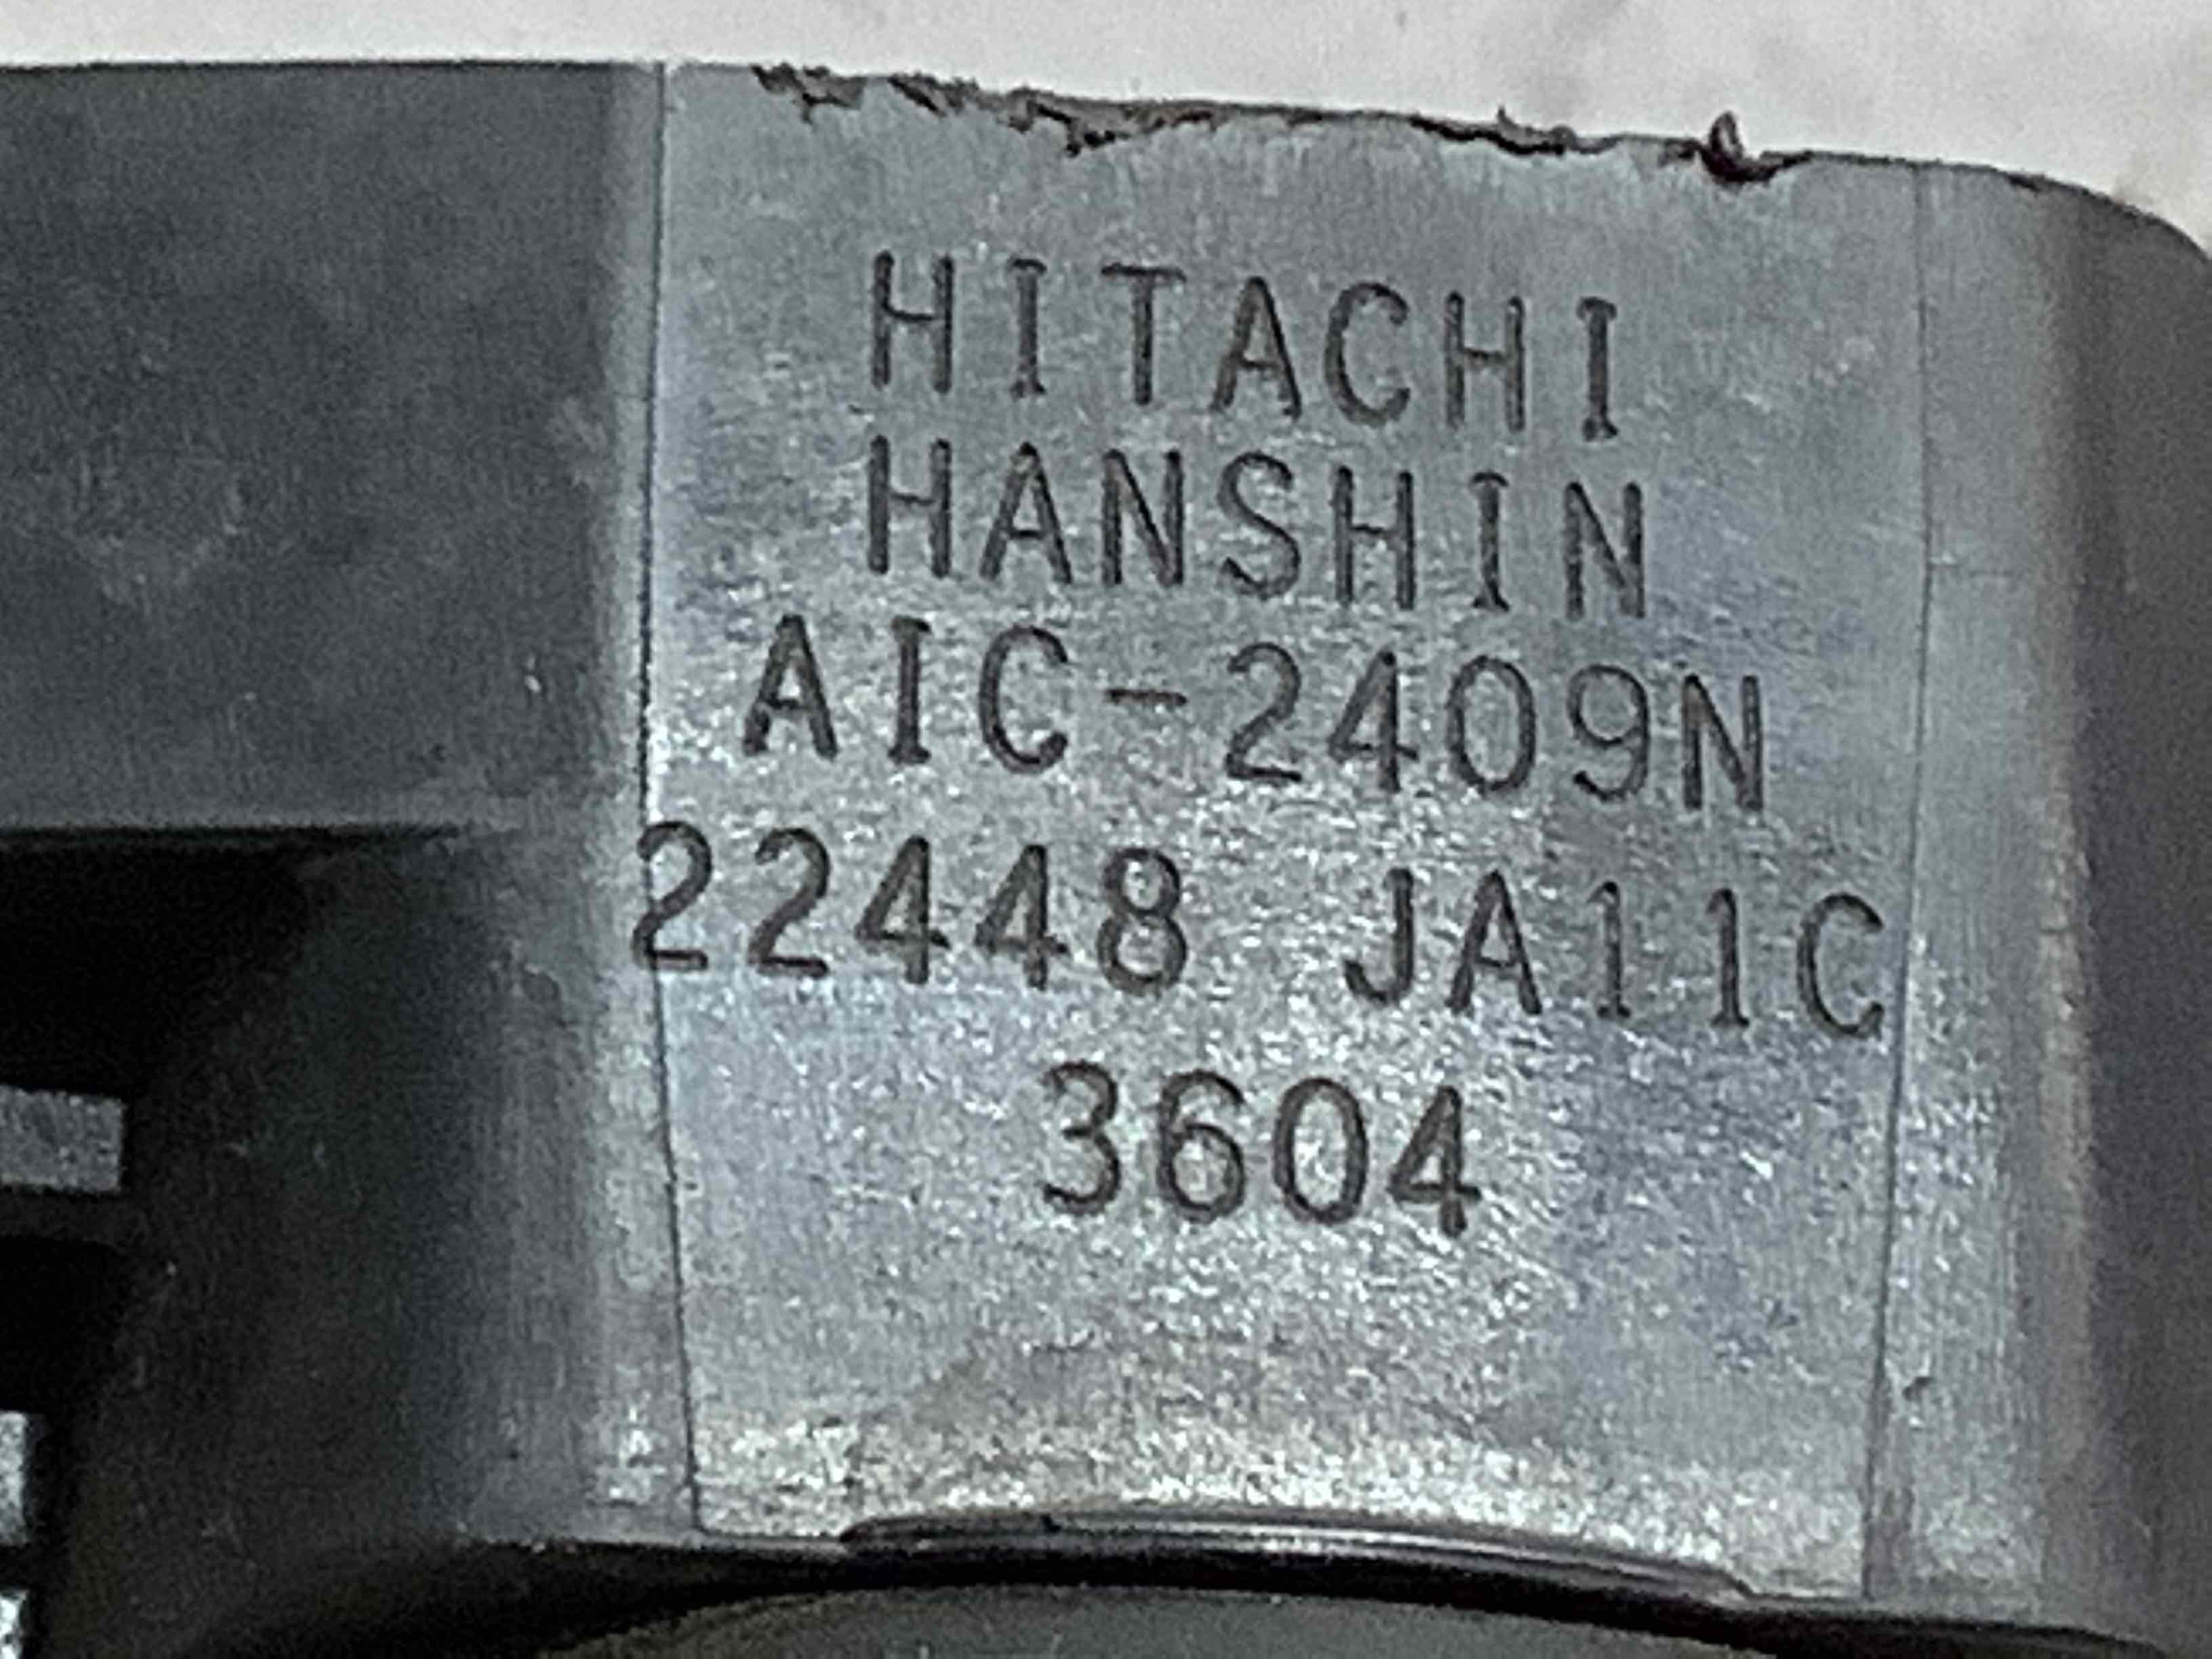 HITACHI
HANSHIN
AIC-2409N
22448 JA11C
3604